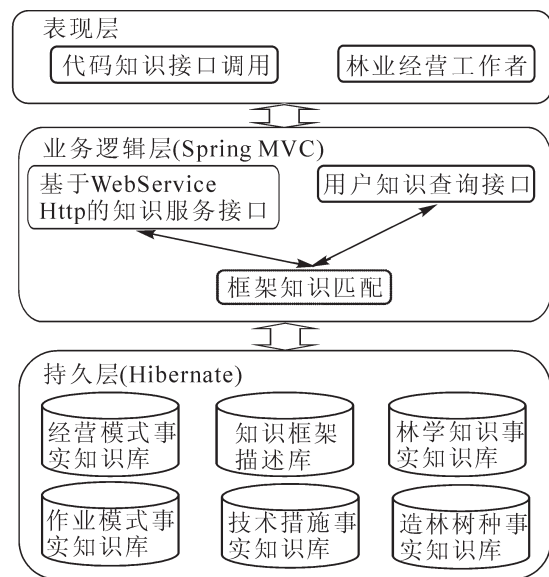 表现层
代码知识接口调用
林业经营工作者
业务逻辑层(Spring MVC)
基于WebService
Http的知识服务接口
用户知识查询接口
框架知识匹配
持久层(Hibernate)
经营模式事
实知识库
知识框架
描述库
林学知识事
实知识库
作业模式事
实知识库
技术措施事
实知识库
造林树种事
实知识库